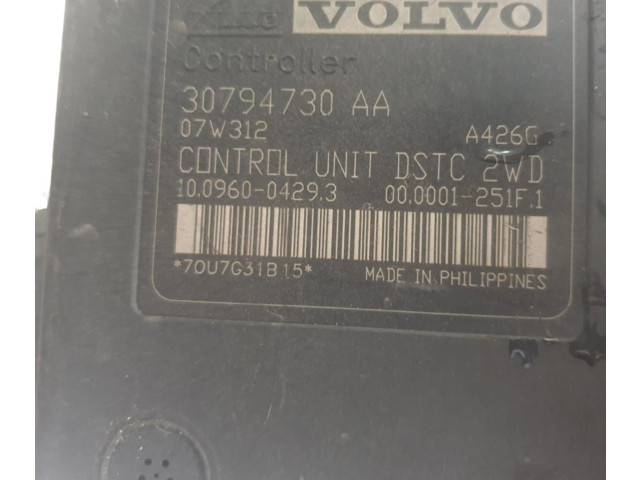 VOLVO
Controller
30794730 AA
07W312 A426G
CONTROL UNIT DSTC 2WD
10.0960-0429.3 00.0001-251F.1
*70U7G31B15* MADE IN PHILIPPINES